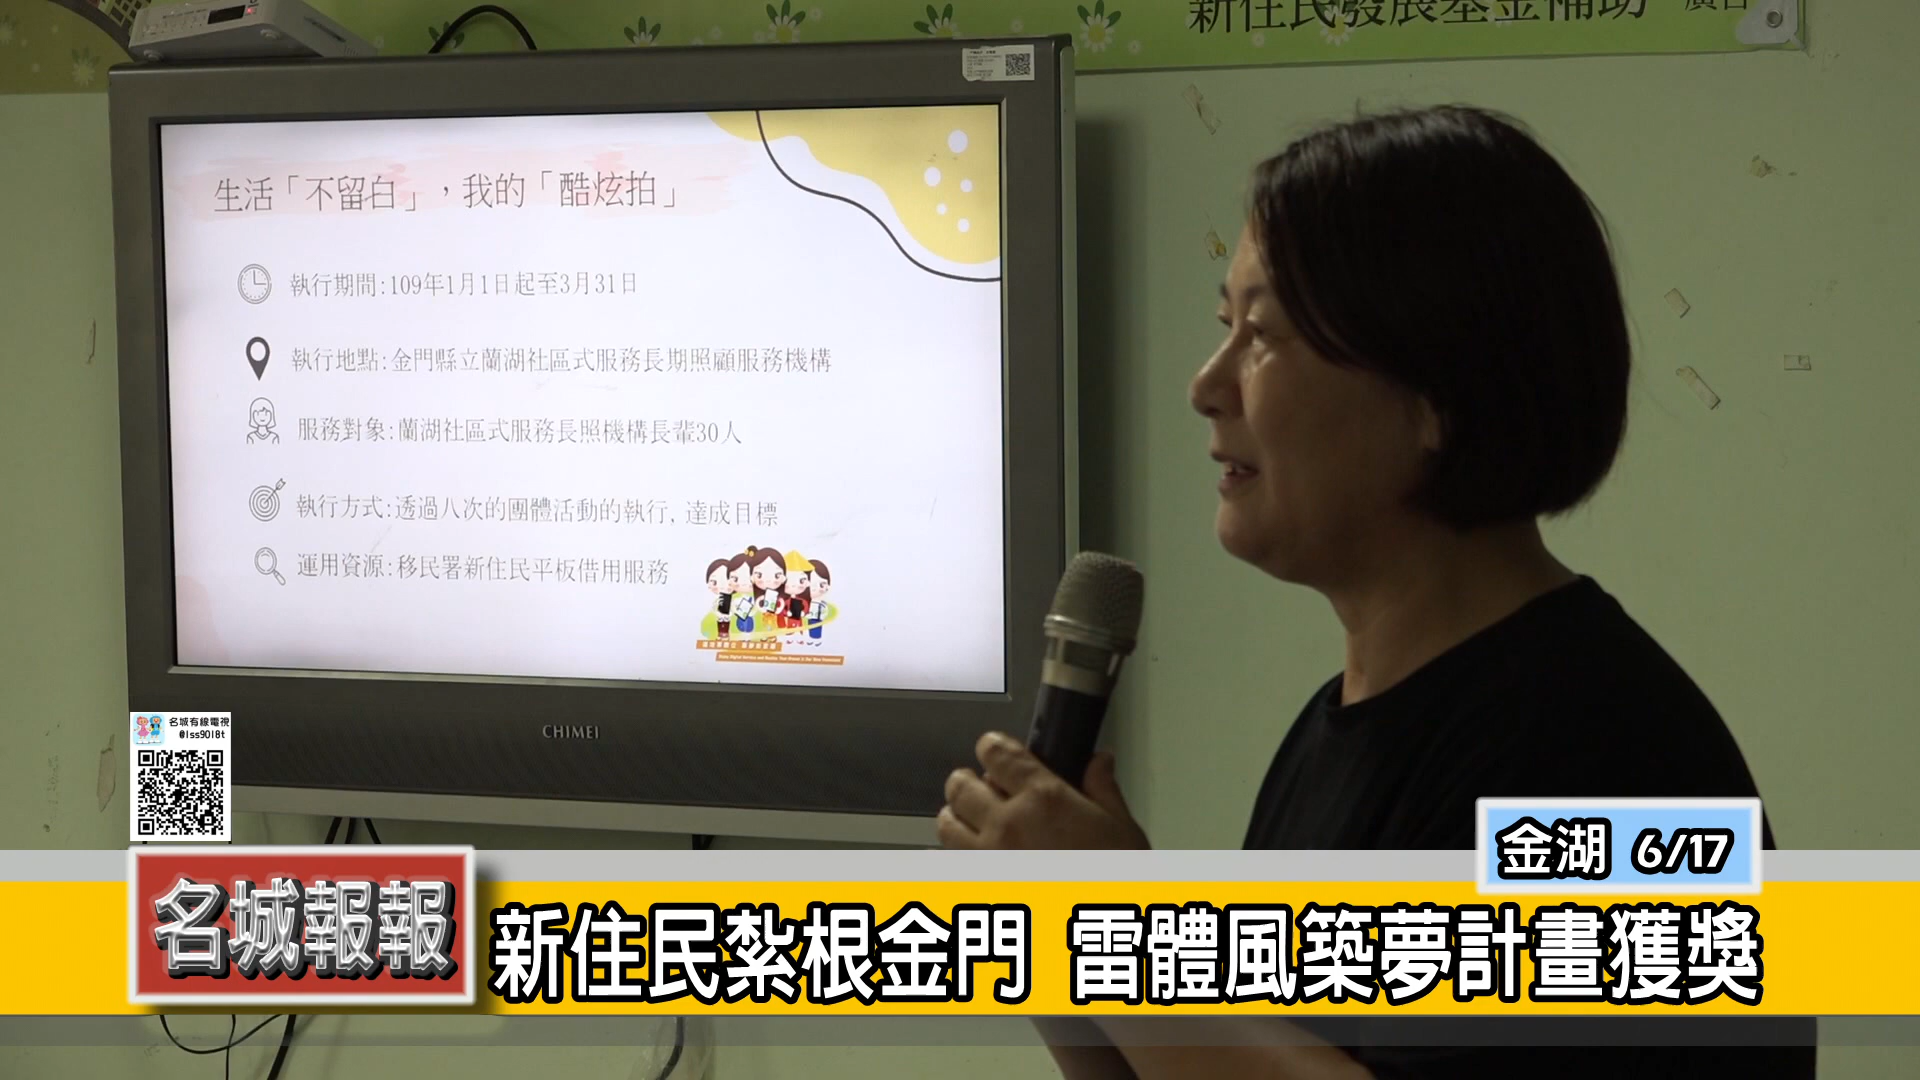 新住民發展基金補助 廣告
生活「不留白」，我的「酷炫拍」
執行期間:109年1月1日起至3月31日
執行地點:金門縣立蘭湖社區式服務長期照顧服務機構
服務對象:蘭湖社區式服務長照機構長輩30人
執行方式:透過八次的團體活動的執行, 達成目標
運用資源:移民署新住民平板借用服務
CHIMEI
名城有線電視
@lss9018t
金湖 6/17
名城報報
新住民紮根金門 雷體風築夢計畫獲獎